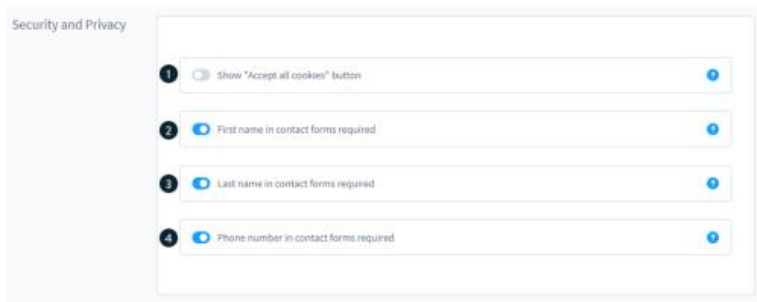 Security and Privacy
1 Show "Accept all cookies" button ?
2 First name in contact forms required ?
3 Last name in contact forms required ?
4 Phone number in contact forms required ?